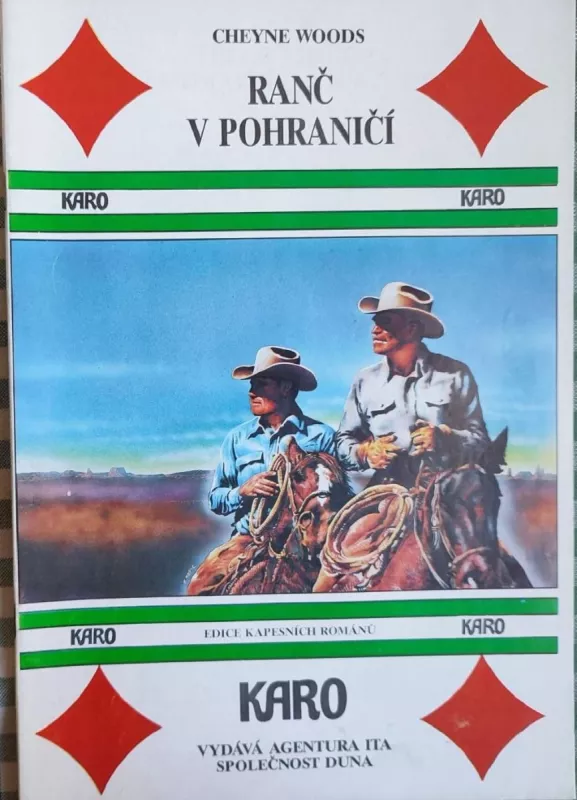 CHEYNE WOODS
RANČ
V POHRANIČÍ
KARO KARO
KARO EDICE KAPESNÍCH ROMÁNŮ KARO
KARO
VYDÁVÁ AGENTURA ITA
SPOLEČNOST DUNA